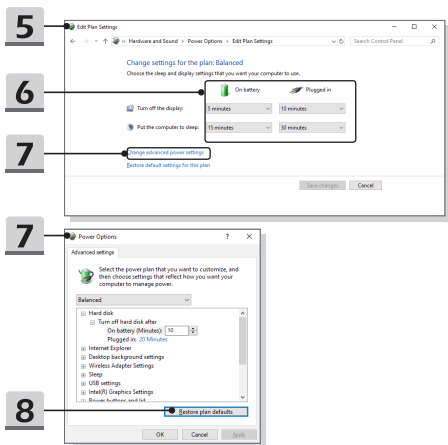 5
Edit Plan Settings
« Hardware and Sound › Power Options › Edit Plan Settings
Search Control Panel
Change settings for the plan: Balanced
Choose the sleep and display settings that you want your computer to use.
6
On battery
Plugged in
Turn off the display:
5 minutes
10 minutes
Put the computer to sleep:
15 minutes
30 minutes
7
Change advanced power settings
Restore default settings for this plan
Save changes
Cancel
7
Power Options
?
Advanced settings
Select the power plan that you want to customize, and
then choose settings that reflect how you want your
computer to manage power.
Balanced
Hard disk
Turn off hard disk after
On battery (Minutes): 10
Plugged in: 20 Minutes
Internet Explorer
Desktop background settings
Wireless Adapter Settings
Sleep
USB settings
Intel(R) Graphics Settings
Power buttons and lid
8
Restore plan defaults
OK
Cancel
Apply